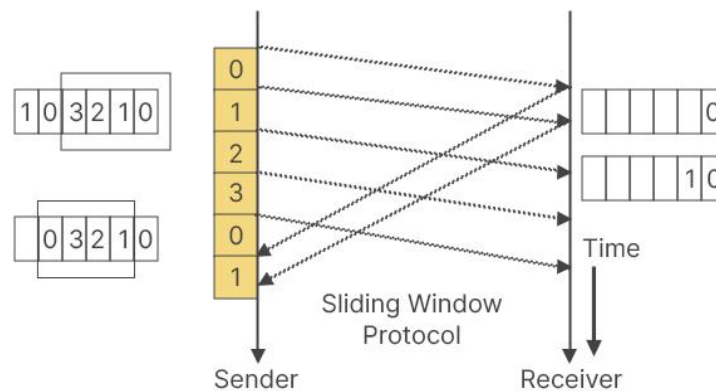 1 0 3 2 1 0
0 3 2 1 0
0
1
2
3
0
1
0
1 0
Time
Sliding Window
Protocol
Sender
Receiver